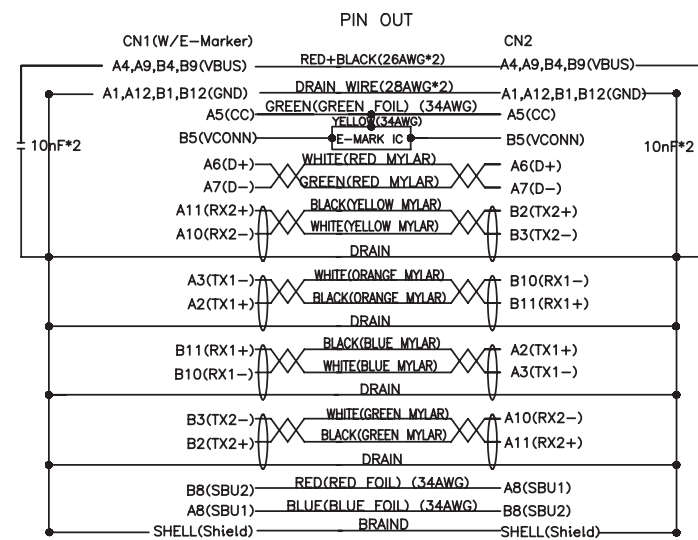 PIN OUT
CN1(W/E-Marker) CN2
A4,A9,B4,B9(VBUS) RED+BLACK(26AWG*2) A4,A9,B4,B9(VBUS)
A1,A12,B1,B12(GND) DRAIN WIRE(28AWG*2) A1,A12,B1,B12(GND)
A5(CC) GREEN(GREEN FOIL) (34AWG) A5(CC)
YELLOW(34AWG)
B5(VCONN) E-MARK IC B5(VCONN)
10nF*2 10nF*2
A6(D+) WHITE(RED MYLAR) A6(D+)
A7(D-) GREEN(RED MYLAR) A7(D-)
A11(RX2+) BLACK(YELLOW MYLAR) B2(TX2+)
A10(RX2-) WHITE(YELLOW MYLAR) B3(TX2-)
DRAIN
A3(TX1-) WHITE(ORANGE MYLAR) B10(RX1-)
A2(TX1+) BLACK(ORANGE MYLAR) B11(RX1+)
DRAIN
B11(RX1+) BLACK(BLUE MYLAR) A2(TX1+)
B10(RX1-) WHITE(BLUE MYLAR) A3(TX1-)
DRAIN
B3(TX2-) WHITE(GREEN MYLAR) A10(RX2-)
B2(TX2+) BLACK(GREEN MYLAR) A11(RX2+)
DRAIN
B8(SBU2) RED(RED FOIL) (34AWG) A8(SBU1)
A8(SBU1) BLUE(BLUE FOIL) (34AWG) B8(SBU2)
SHELL(Shield) BRAIND SHELL(Shield)